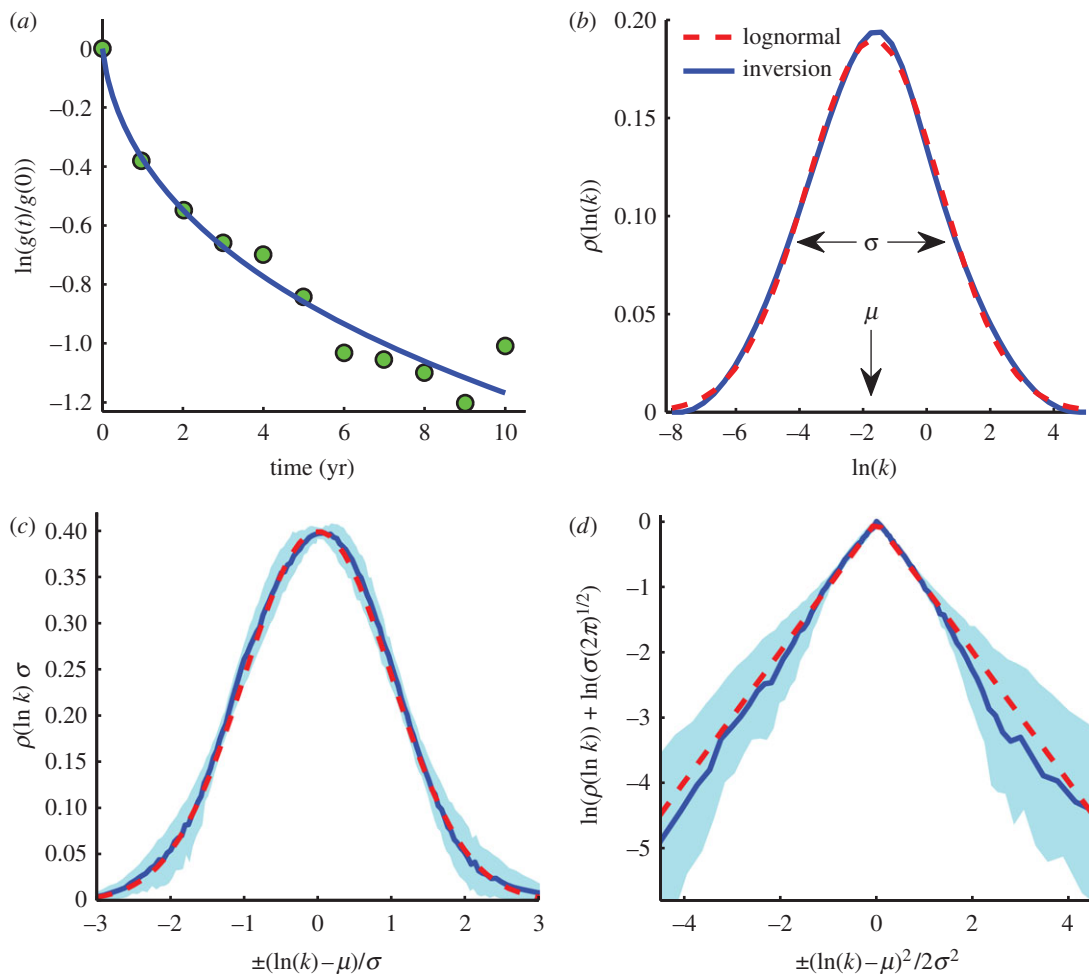 (a)
0
−0.2
−0.4
−0.6
−0.8
−1.0
−1.2
ln(g(t)/g(0))
0 2 4 6 8 10
time (yr)
(b)
0.20
0.15
0.10
0.05
0
ρ(ln(k))
lognormal
inversion
σ
μ
−8 −6 −4 −2 0 2 4
ln(k)
(c)
0.40
0.35
0.30
0.25
0.20
0.15
0.10
0.05
0
ρ(ln k) σ
−3 −2 −1 0 1 2 3
±(ln(k)−μ)/σ
(d)
0
−1
−2
−3
−4
−5
ln(ρ(ln k)) + ln(σ(2π)^1/2)
−4 −2 0 2 4
±(ln(k)−μ)²/2σ²